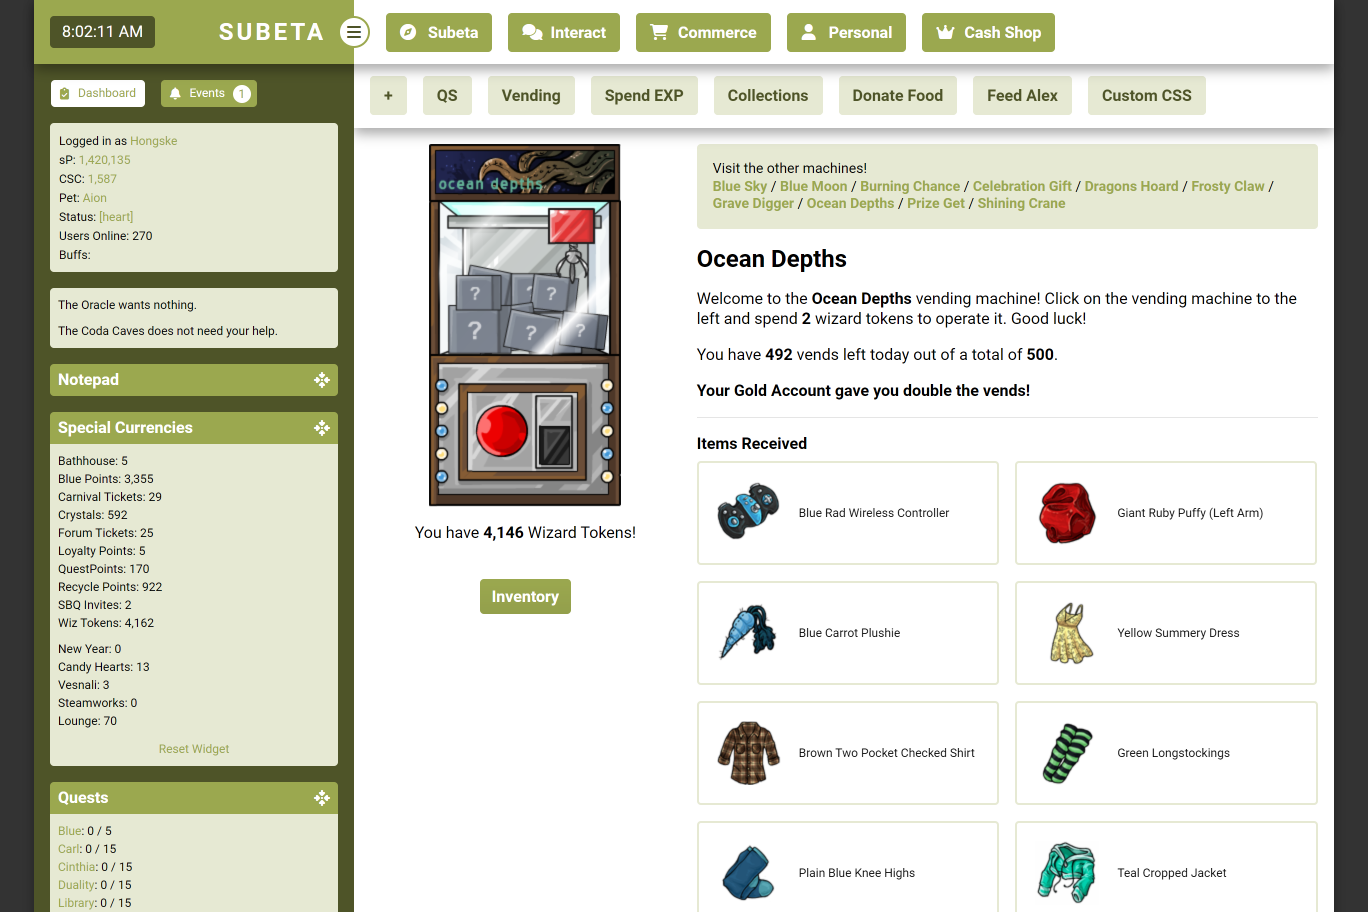 8:02:11 AM
SUBETA
Subeta
Interact
Commerce
Personal
Cash Shop
Dashboard
Events 1
+
QS
Vending
Spend EXP
Collections
Donate Food
Feed Alex
Custom CSS
Logged in as Hongske
sP: 1,420,135
CSC: 1,587
Pet: Aion
Status: [heart]
Users Online: 270
Buffs:
The Oracle wants nothing.
The Coda Caves does not need your help.
Notepad
Special Currencies
Bathhouse: 5
Blue Points: 3,355
Carnival Tickets: 29
Crystals: 592
Forum Tickets: 25
Loyalty Points: 5
QuestPoints: 170
Recycle Points: 922
SBQ Invites: 2
Wiz Tokens: 4,162
New Year: 0
Candy Hearts: 13
Vesnali: 3
Steamworks: 0
Lounge: 70
Reset Widget
Quests
Blue: 0 / 5
Carl: 0 / 15
Cinthia: 0 / 15
Duality: 0 / 15
Library: 0 / 15
ocean depths
? ?
? ? ?
You have 4,146 Wizard Tokens!
Inventory
Visit the other machines!
Blue Sky / Blue Moon / Burning Chance / Celebration Gift / Dragons Hoard / Frosty Claw /
Grave Digger / Ocean Depths / Prize Get / Shining Crane
Ocean Depths
Welcome to the Ocean Depths vending machine! Click on the vending machine to the
left and spend 2 wizard tokens to operate it. Good luck!
You have 492 vends left today out of a total of 500.
Your Gold Account gave you double the vends!
Items Received
Blue Rad Wireless Controller
Giant Ruby Puffy (Left Arm)
Blue Carrot Plushie
Yellow Summery Dress
Brown Two Pocket Checked Shirt
Green Longstockings
Plain Blue Knee Highs
Teal Cropped Jacket